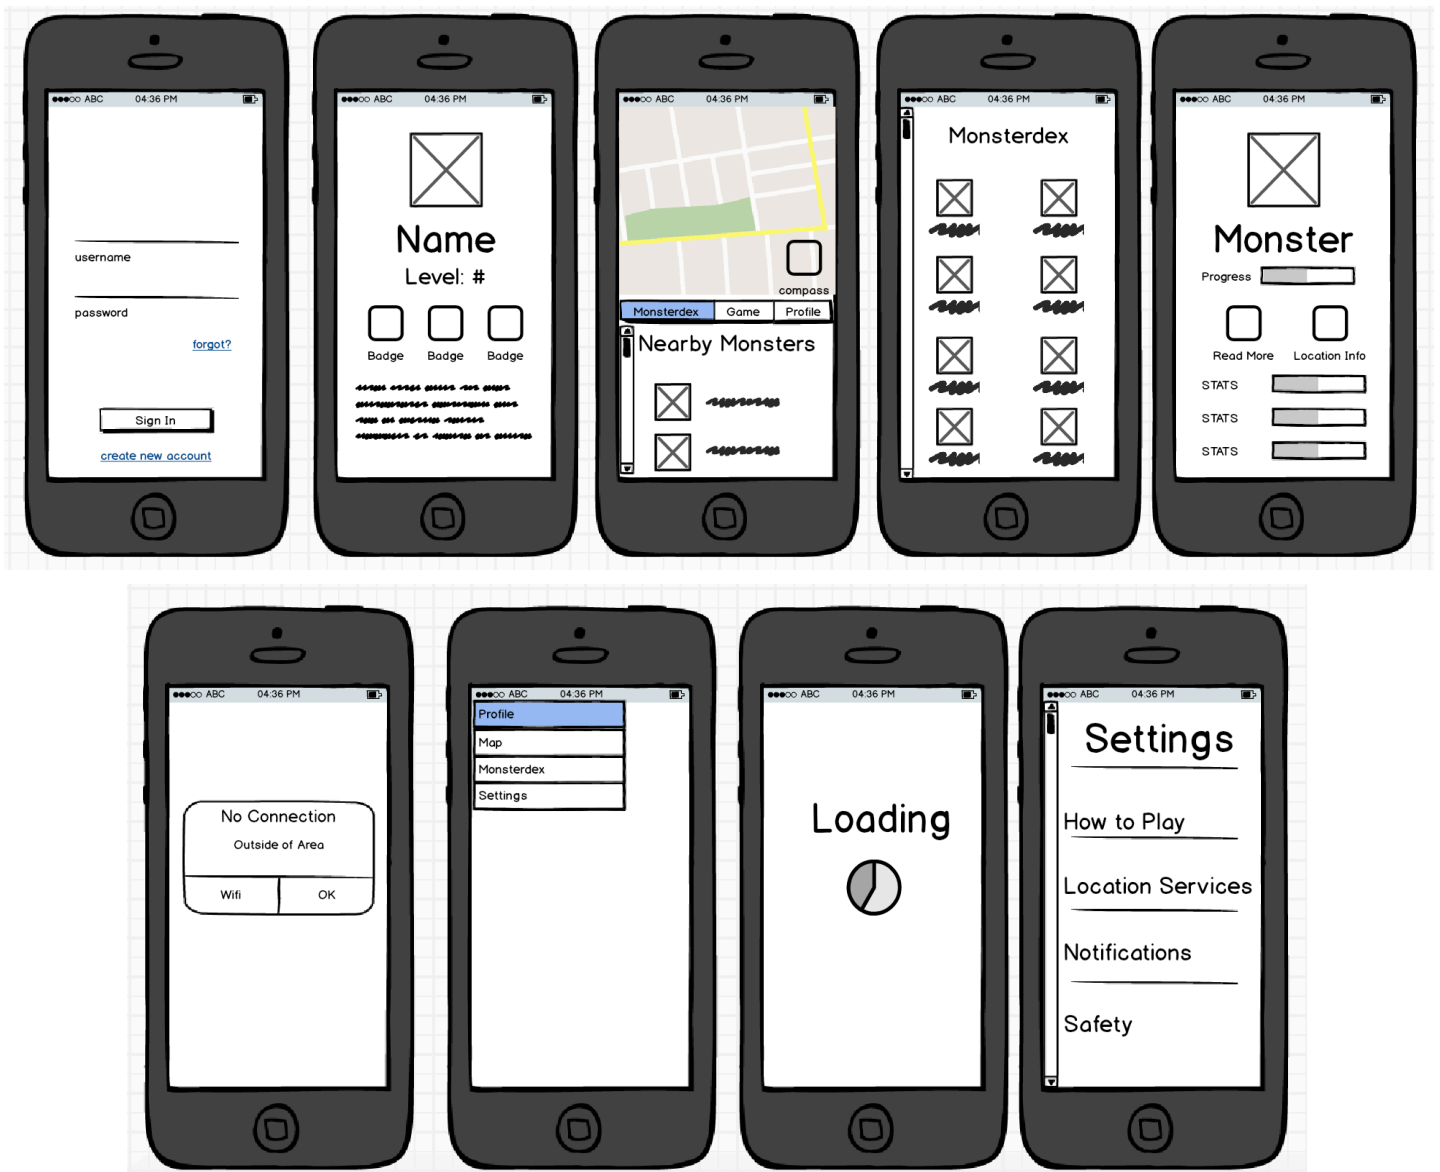 ABC 04:36 PM
username
password
forgot?
Sign In
create new account
ABC 04:36 PM
Name
Level: #
Badge Badge Badge
ABC 04:36 PM
compass
Monsterdex Game Profile
Nearby Monsters
ABC 04:36 PM
Monsterdex
ABC 04:36 PM
Monster
Progress
Read More Location Info
STATS
STATS
STATS
ABC 04:36 PM
No Connection
Outside of Area
Wifi OK
ABC 04:36 PM
Profile
Map
Monsterdex
Settings
ABC 04:36 PM
Loading
ABC 04:36 PM
Settings
How to Play
Location Services
Notifications
Safety